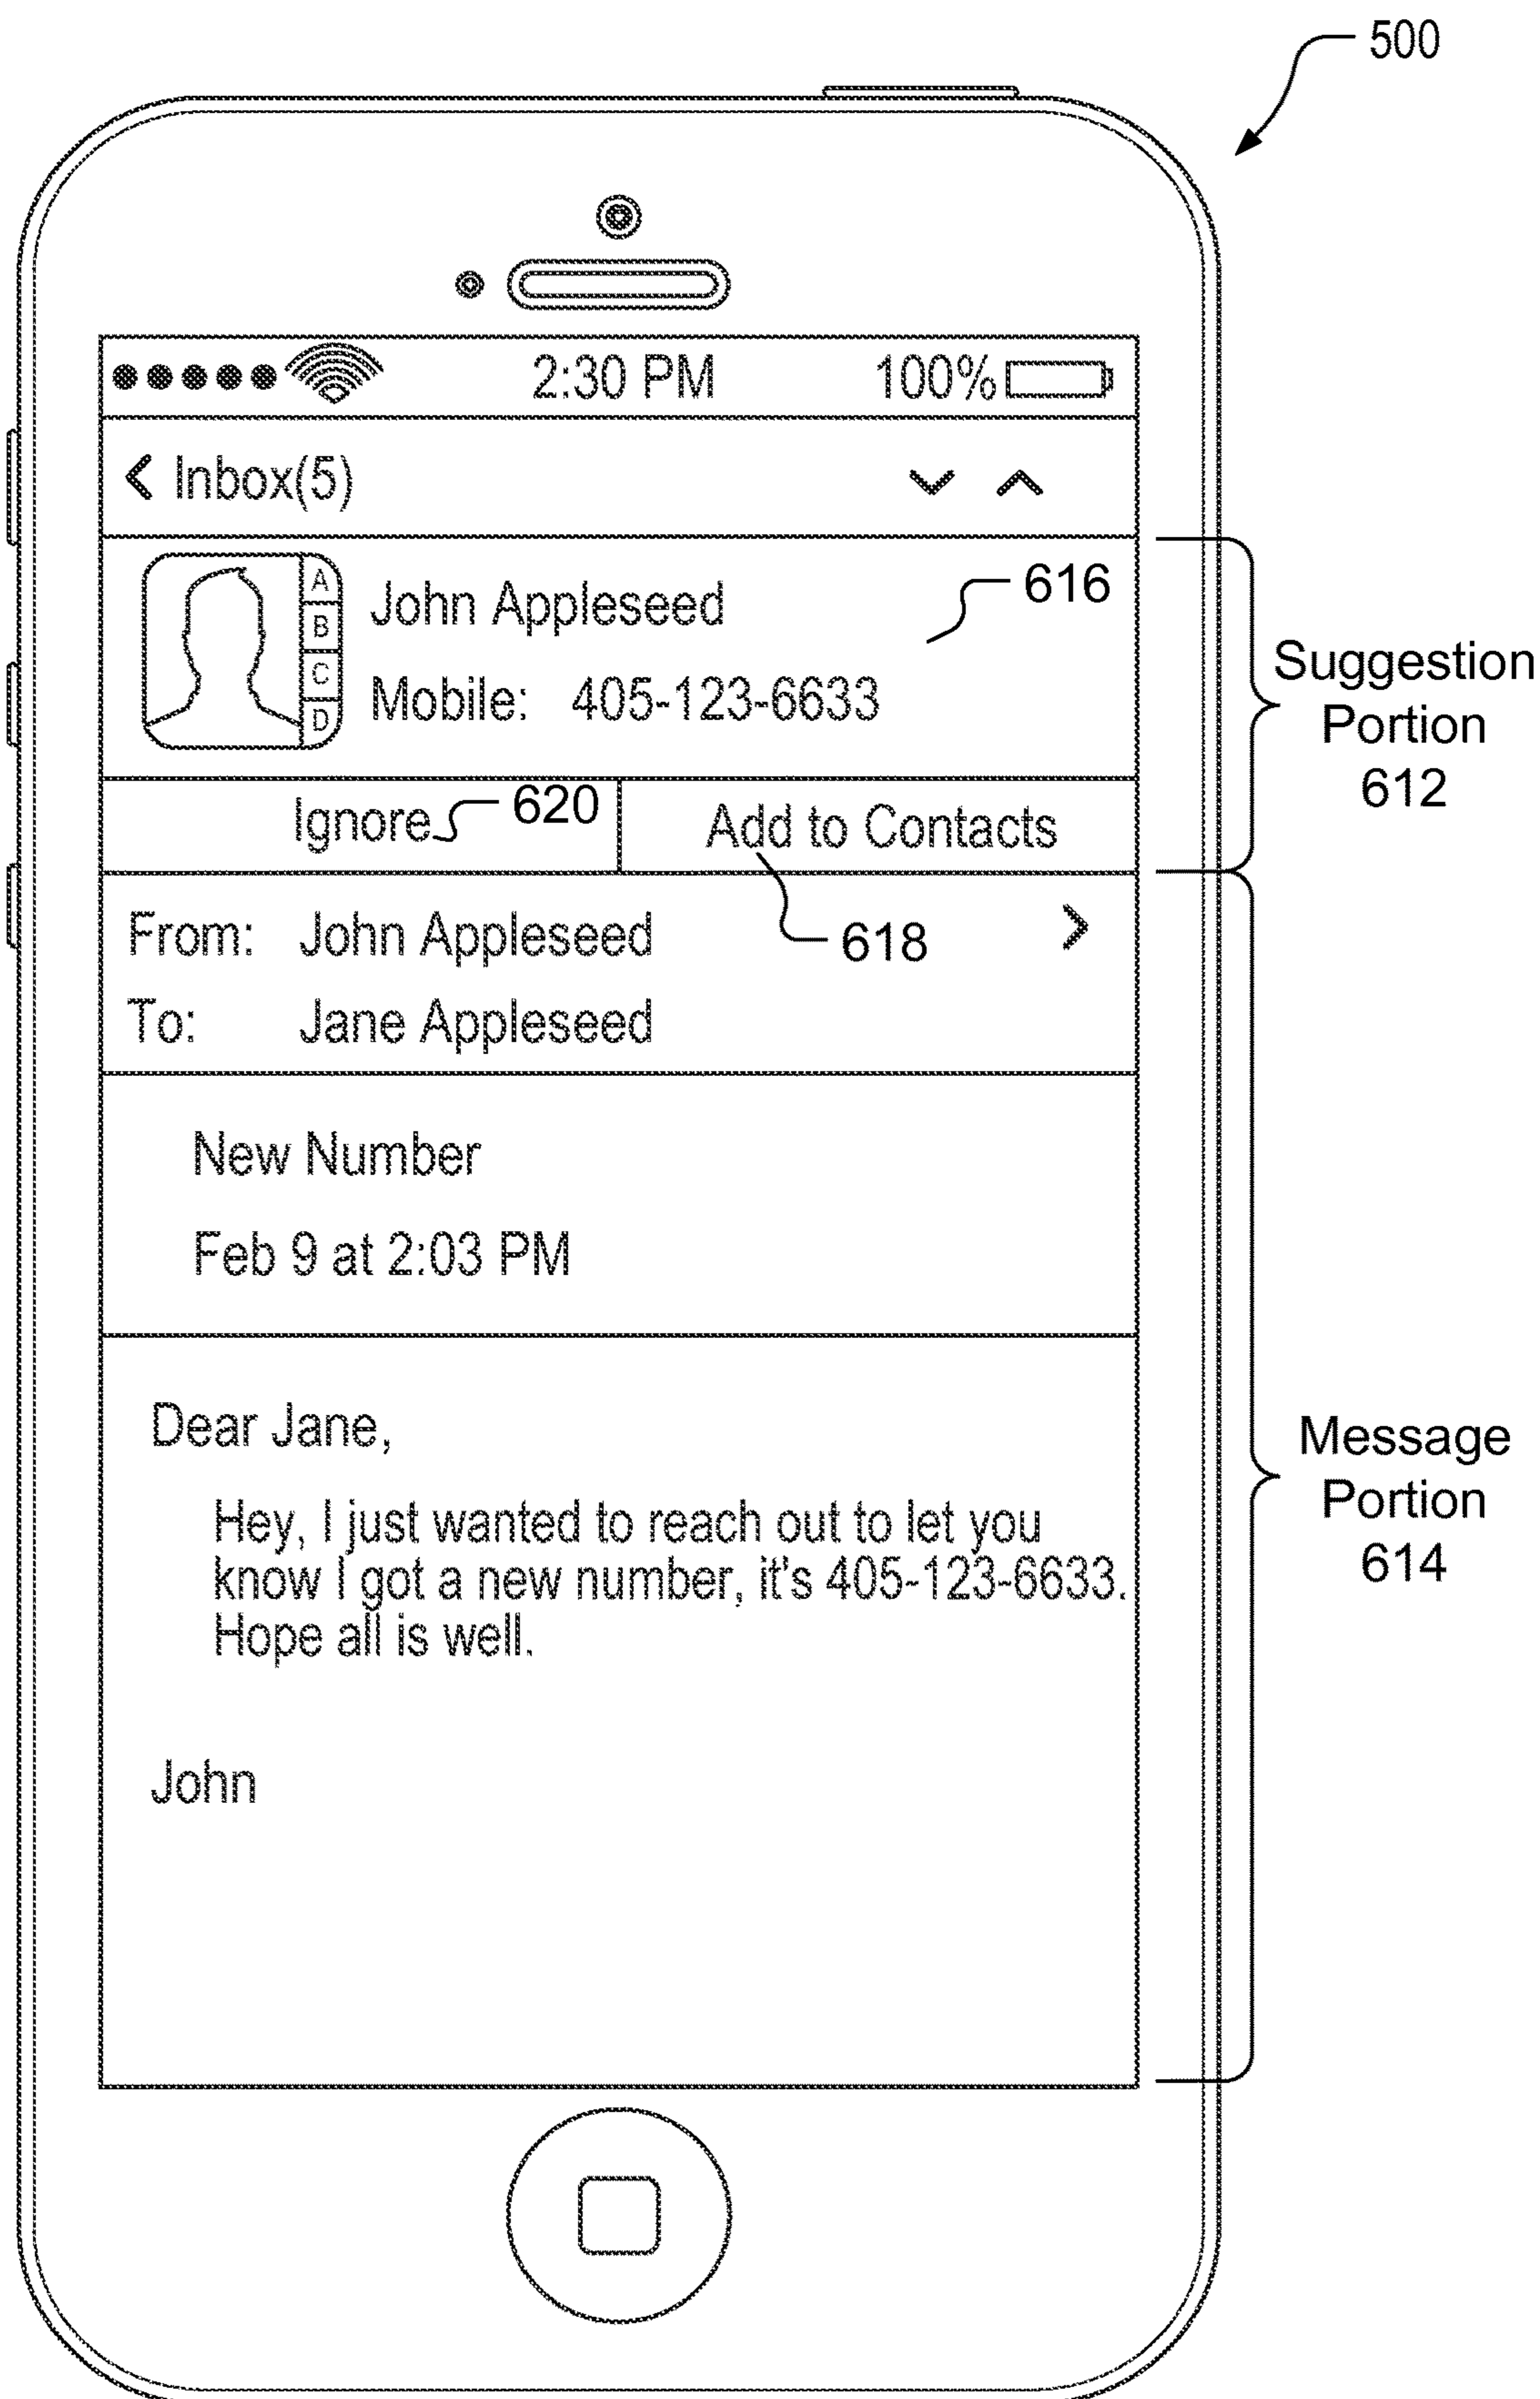 500
2:30 PM 100%
Inbox(5)
A
B
C
D
John Appleseed
616
Mobile: 405-123-6633
Suggestion
Portion
612
Ignore 620
Add to Contacts
618
From: John Appleseed
To: Jane Appleseed
New Number
Feb 9 at 2:03 PM
Dear Jane,
Hey, I just wanted to reach out to let you
know I got a new number, it's 405-123-6633.
Hope all is well.
John
Message
Portion
614